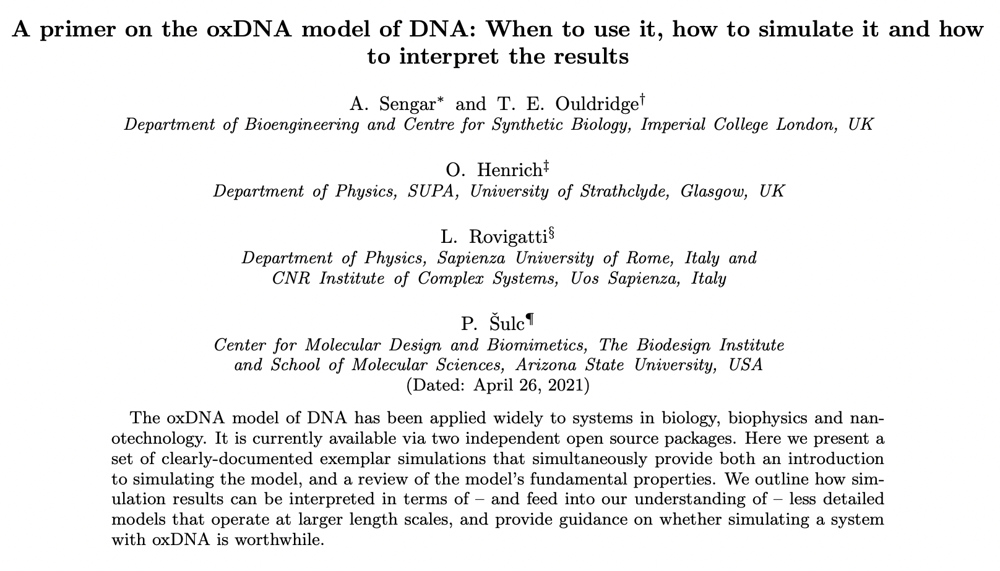 A primer on the oxDNA model of DNA: When to use it, how to simulate it and how
to interpret the results
A. Sengar* and T. E. Ouldridge†
Department of Bioengineering and Centre for Synthetic Biology, Imperial College London, UK
O. Henrich‡
Department of Physics, SUPA, University of Strathclyde, Glasgow, UK
L. Rovigatti§
Department of Physics, Sapienza University of Rome, Italy and
CNR Institute of Complex Systems, Uos Sapienza, Italy
P. Šulc¶
Center for Molecular Design and Biomimetics, The Biodesign Institute
and School of Molecular Sciences, Arizona State University, USA
(Dated: April 26, 2021)
The oxDNA model of DNA has been applied widely to systems in biology, biophysics and nan-
otechnology. It is currently available via two independent open source packages. Here we present a
set of clearly-documented exemplar simulations that simultaneously provide both an introduction
to simulating the model, and a review of the model's fundamental properties. We outline how sim-
ulation results can be interpreted in terms of – and feed into our understanding of – less detailed
models that operate at larger length scales, and provide guidance on whether simulating a system
with oxDNA is worthwhile.